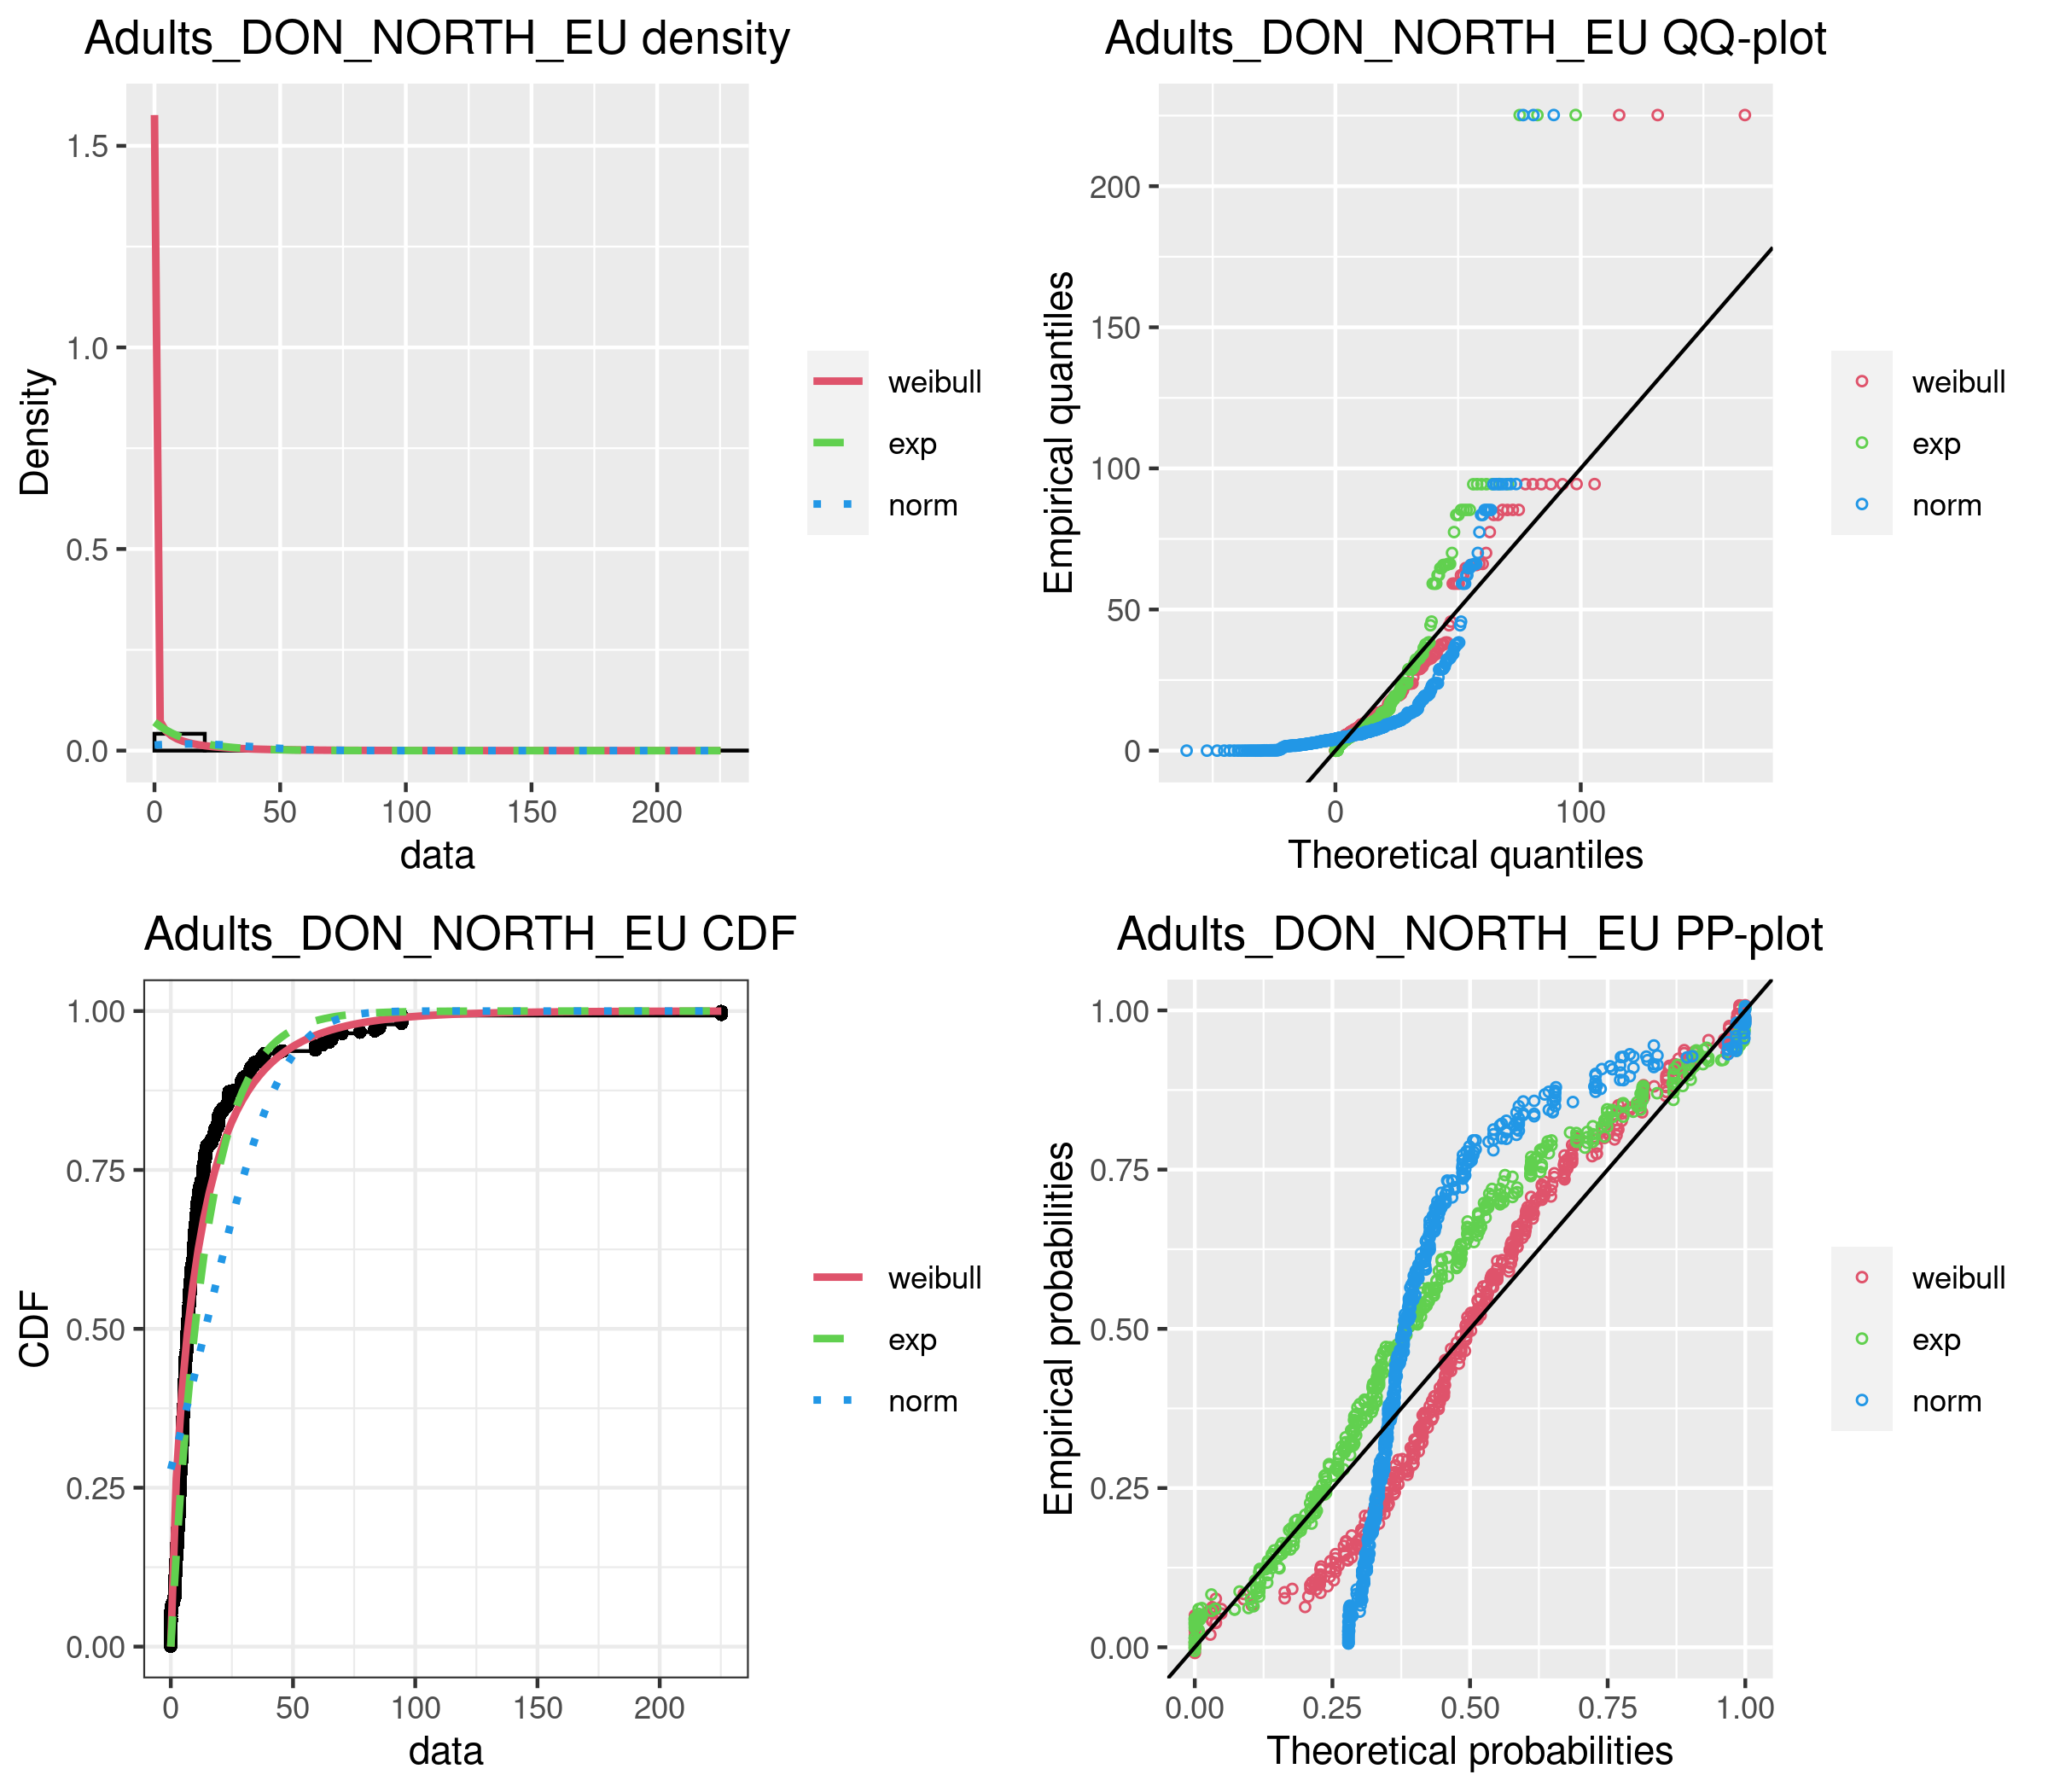 Adults_DON_NORTH_EU density
1.5
1.0
0.5
0.0
Density
0 50 100 150 200
data
weibull
exp
norm
Adults_DON_NORTH_EU QQ-plot
200
150
100
50
0
Empirical quantiles
0 100
Theoretical quantiles
weibull
exp
norm
Adults_DON_NORTH_EU CDF
1.00
0.75
0.50
0.25
0.00
CDF
0 50 100 150 200
data
weibull
exp
norm
Adults_DON_NORTH_EU PP-plot
1.00
0.75
0.50
0.25
0.00
Empirical probabilities
0.00 0.25 0.50 0.75 1.00
Theoretical probabilities
weibull
exp
norm